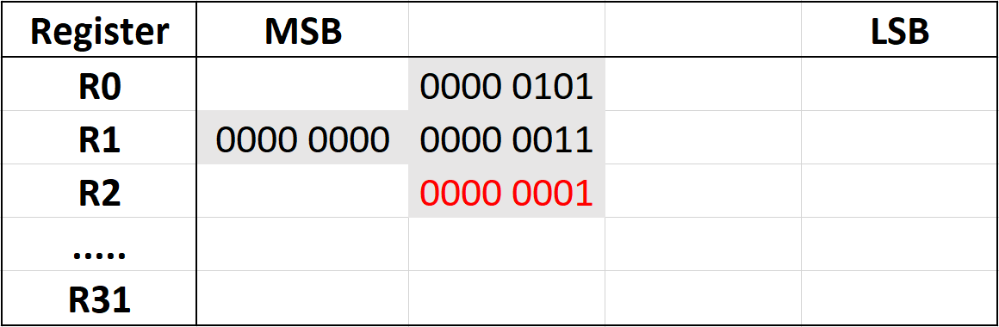 Register MSB LSB
R0 0000 0101
R1 0000 0000 0000 0011
R2 0000 0001
.....
R31